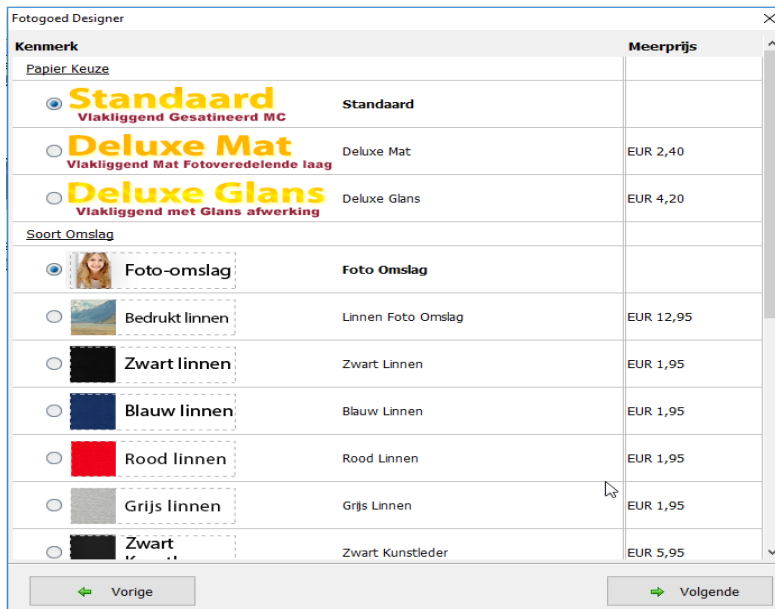 Fotogoed Designer
Kenmerk Meerprijs
Papier Keuze
Standaard
Vlakliggend Gesatineerd MC
Standaard
Deluxe Mat
Vlakliggend Mat Fotoveredelende laag
Deluxe Mat EUR 2,40
Deluxe Glans
Vlakliggend met Glans afwerking
Deluxe Glans EUR 4,20
Soort Omslag
Foto-omslag Foto Omslag
Bedrukt linnen Linnen Foto Omslag EUR 12,95
Zwart linnen Zwart Linnen EUR 1,95
Blauw linnen Blauw Linnen EUR 1,95
Rood linnen Rood Linnen EUR 1,95
Grijs linnen Grijs Linnen EUR 1,95
Zwart
Zwart Kunstleder EUR 5,95
Vorige Volgende